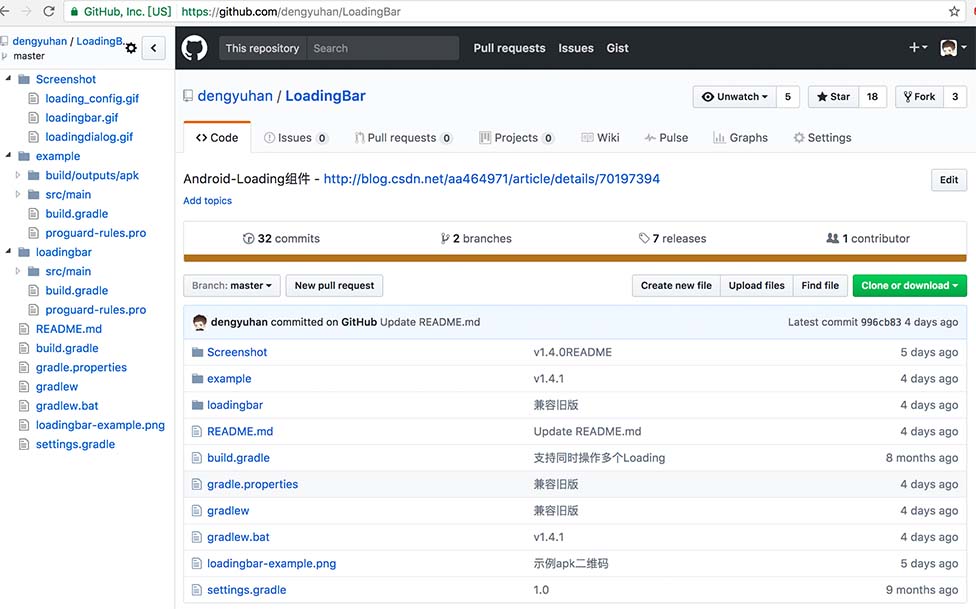 GitHub, Inc. [US] https://github.com/dengyuhan/LoadingBar
dengyuhan / LoadingB...
master
Screenshot
loading_config.gif
loadingbar.gif
loadingdialog.gif
example
build/outputs/apk
src/main
build.gradle
proguard-rules.pro
loadingbar
src/main
build.gradle
proguard-rules.pro
README.md
build.gradle
gradle.properties
gradlew
gradlew.bat
loadingbar-example.png
settings.gradle
This repository Search Pull requests Issues Gist
dengyuhan / LoadingBar
Unwatch 5 Star 18 Fork 3
Code Issues 0 Pull requests 0 Projects 0 Wiki Pulse Graphs Settings
Android-Loading组件 - http://blog.csdn.net/aa464971/article/details/70197394 Edit
Add topics
32 commits 2 branches 7 releases 1 contributor
Branch: master New pull request Create new file Upload files Find file Clone or download
dengyuhan committed on GitHub Update README.md Latest commit 996cb83 4 days ago
Screenshot v1.4.0README 5 days ago
example v1.4.1 4 days ago
loadingbar 兼容旧版 4 days ago
README.md Update README.md 4 days ago
build.gradle 支持同时操作多个Loading 8 months ago
gradle.properties 兼容旧版 4 days ago
gradlew 兼容旧版 4 days ago
gradlew.bat v1.4.1 4 days ago
loadingbar-example.png 示例apk二维码 5 days ago
settings.gradle 1.0 9 months ago